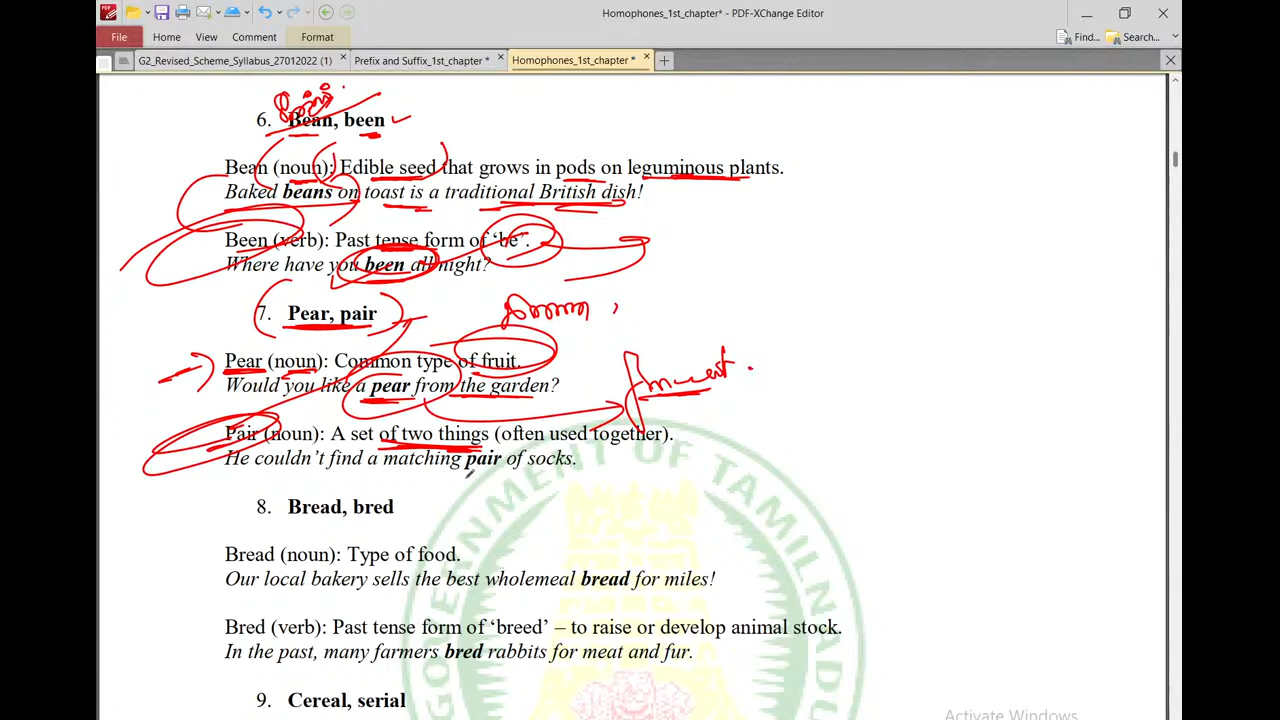 Homophones_1st_chapter* - PDF-XChange Editor
File Home View Comment Format Find... Search...
G2_Revised_Scheme_Syllabus_27012022 (1) Prefix and Suffix_1st_chapter * Homophones_1st_chapter *
6. Bean, been
Bean (noun): Edible seed that grows in pods on leguminous plants.
Baked beans on toast is a traditional British dish!
Been (verb): Past tense form of ‘be’.
Where have you been all night?
7. Pear, pair
Pear (noun): Common type of fruit.
Would you like a pear from the garden?
Pair (noun): A set of two things (often used together).
He couldn’t find a matching pair of socks.
8. Bread, bred
Bread (noun): Type of food.
Our local bakery sells the best wholemeal bread for miles!
Bred (verb): Past tense form of ‘breed’ – to raise or develop animal stock.
In the past, many farmers bred rabbits for meat and fur.
9. Cereal, serial
GOVERNMENT OF TAMILNADU
Activate Windows